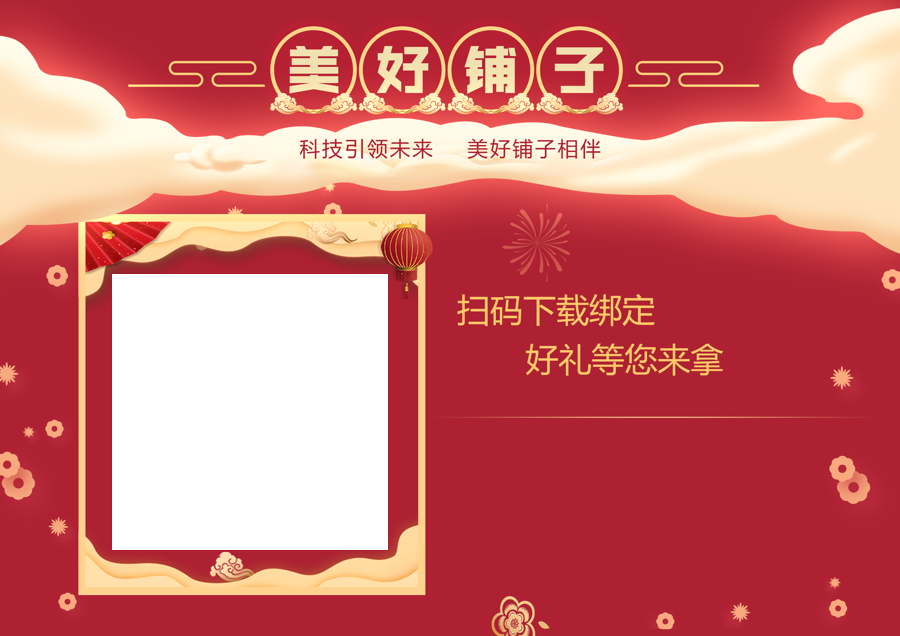 美好铺子
科技引领未来 美好铺子相伴
扫码下载绑定
好礼等您来拿